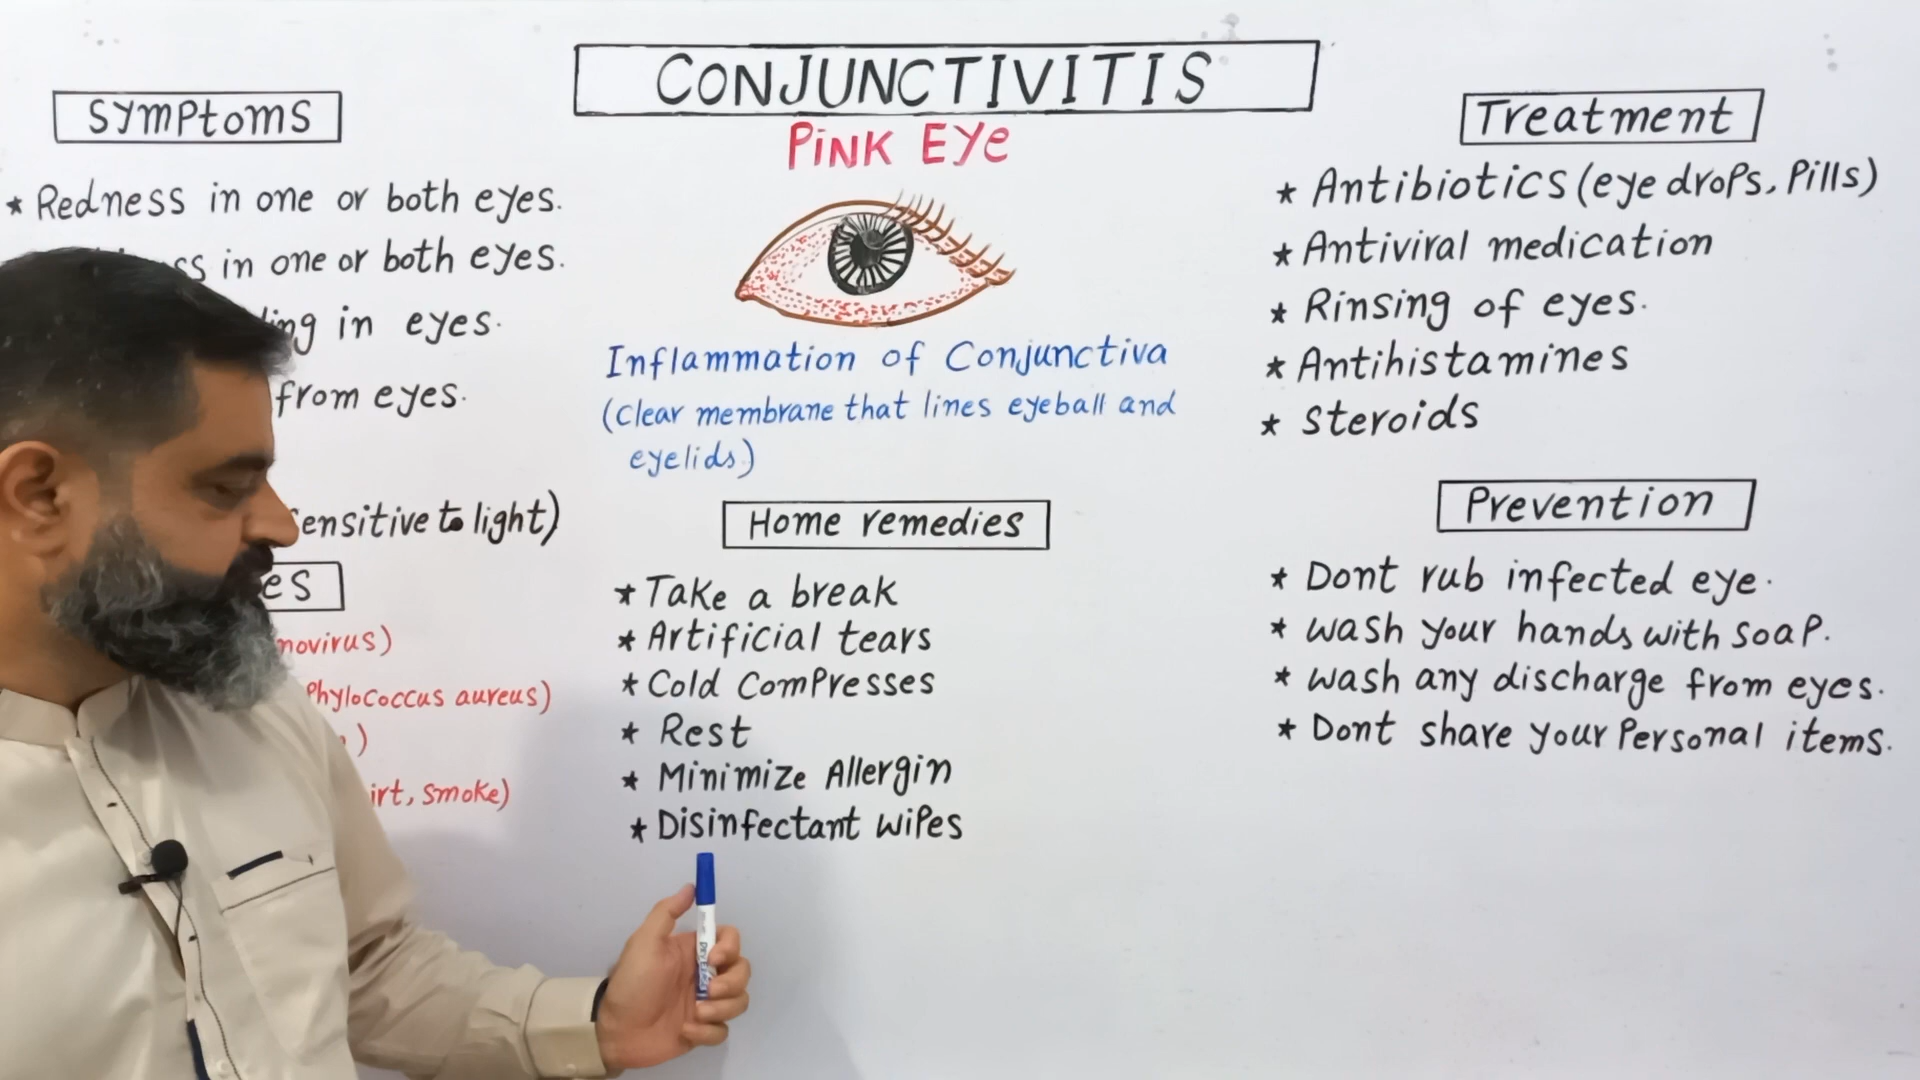 CONJUNCTIVITIS
PINK EYE
Inflammation of Conjunctiva
(Clear membrane that lines eyeball and
eyelids)
Symptoms
* Redness in one or both eyes.
in one or both eyes.
in eyes.
from eyes.
sensitive to light)
Home remedies
* Take a break
* Artificial tears
* Cold Compresses
* Rest
* Minimize Allergin
* Disinfectant wipes
Treatment
* Antibiotics (eye drops, Pills)
* Antiviral medication
* Rinsing of eyes.
* Antihistamines
* Steroids
Prevention
* Dont rub infected eye.
* wash your hands with soap.
* wash any discharge from eyes.
* Dont share your Personal items.
aureus)
smoke)